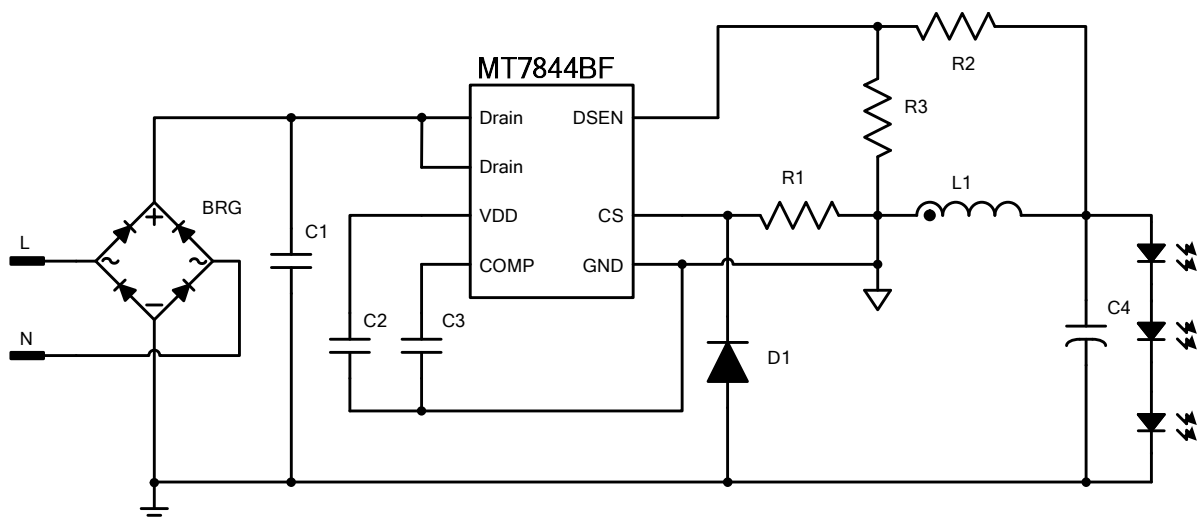 MT7844BF
R2
R3
Drain
DSEN
Drain
R1
L1
BRG
VDD
CS
L
C1
COMP
GND
C2
C3
C4
N
D1